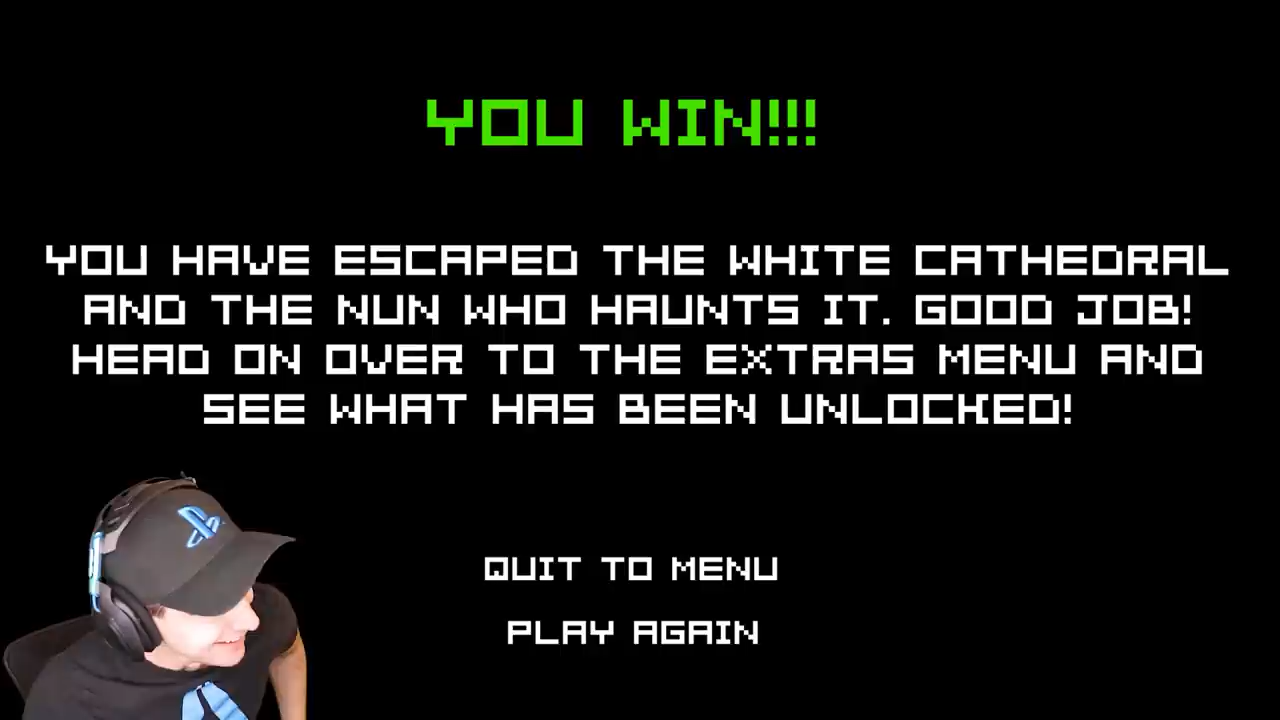 YOU WIN!!!
YOU HAVE ESCAPED THE WHITE CATHEDRAL
AND THE NUN WHO HAUNTS IT. GOOD JOB!
HEAD ON OVER TO THE EXTRAS MENU AND
SEE WHAT HAS BEEN UNLOCKED!
QUIT TO MENU
PLAY AGAIN